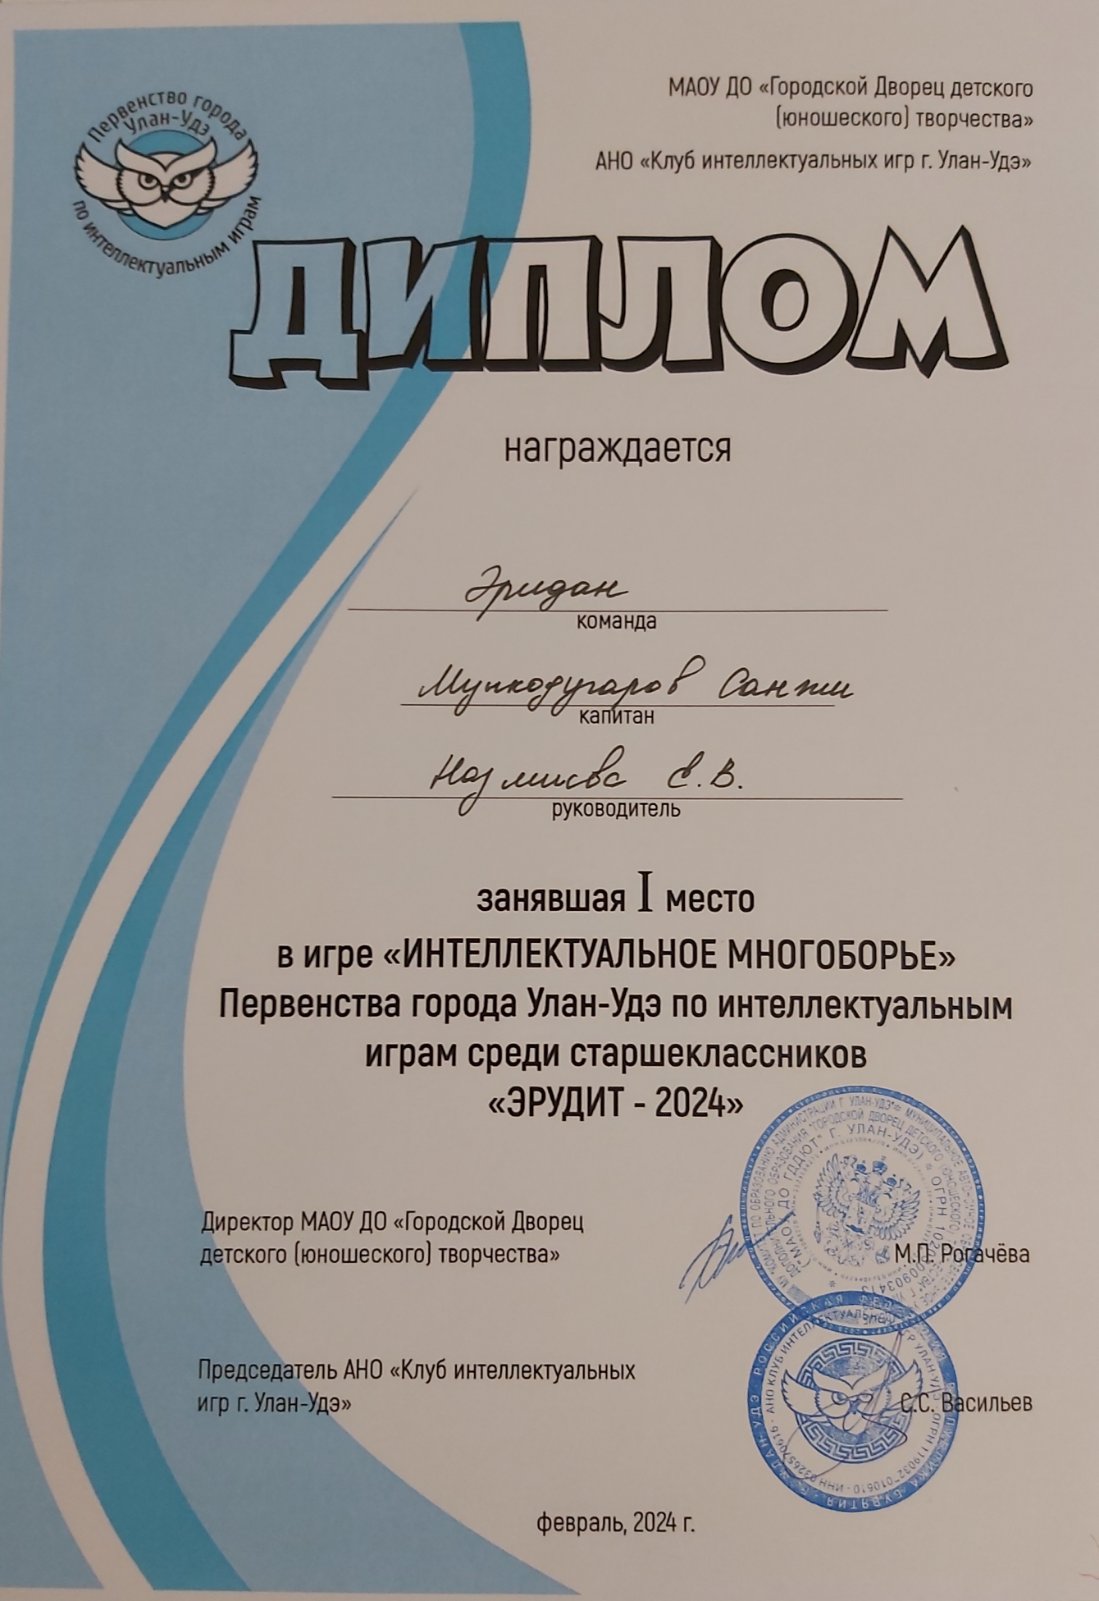 Первенство города
Улан-Удэ
по интеллектуальным играм
МАОУ ДО «Городской Дворец детского
(юношеского) творчества»
АНО «Клуб интеллектуальных игр г. Улан-Удэ»
ДИПЛОМ
награждается
Эридан
команда
Мункодугаров Санжи
капитан
Назмиева Е.В.
руководитель
занявшая I место
в игре «ИНТЕЛЛЕКТУАЛЬНОЕ МНОГОБОРЬЕ»
Первенства города Улан-Удэ по интеллектуальным
играм среди старшеклассников
«ЭРУДИТ - 2024»
Директор МАОУ ДО «Городской Дворец
детского (юношеского) творчества»
М.П. Рогачёва
Председатель АНО «Клуб интеллектуальных
игр г. Улан-Удэ»
С.С. Васильев
февраль, 2024 г.